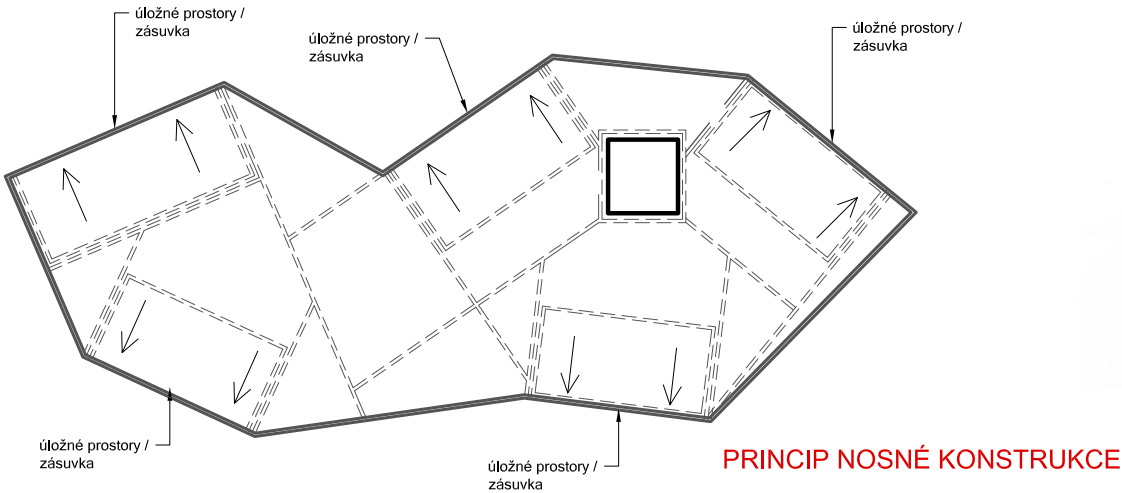 úložné prostory /
zásuvka
úložné prostory /
zásuvka
úložné prostory /
zásuvka
úložné prostory /
zásuvka
úložné prostory /
zásuvka
PRINCIP NOSNÉ KONSTRUKCE